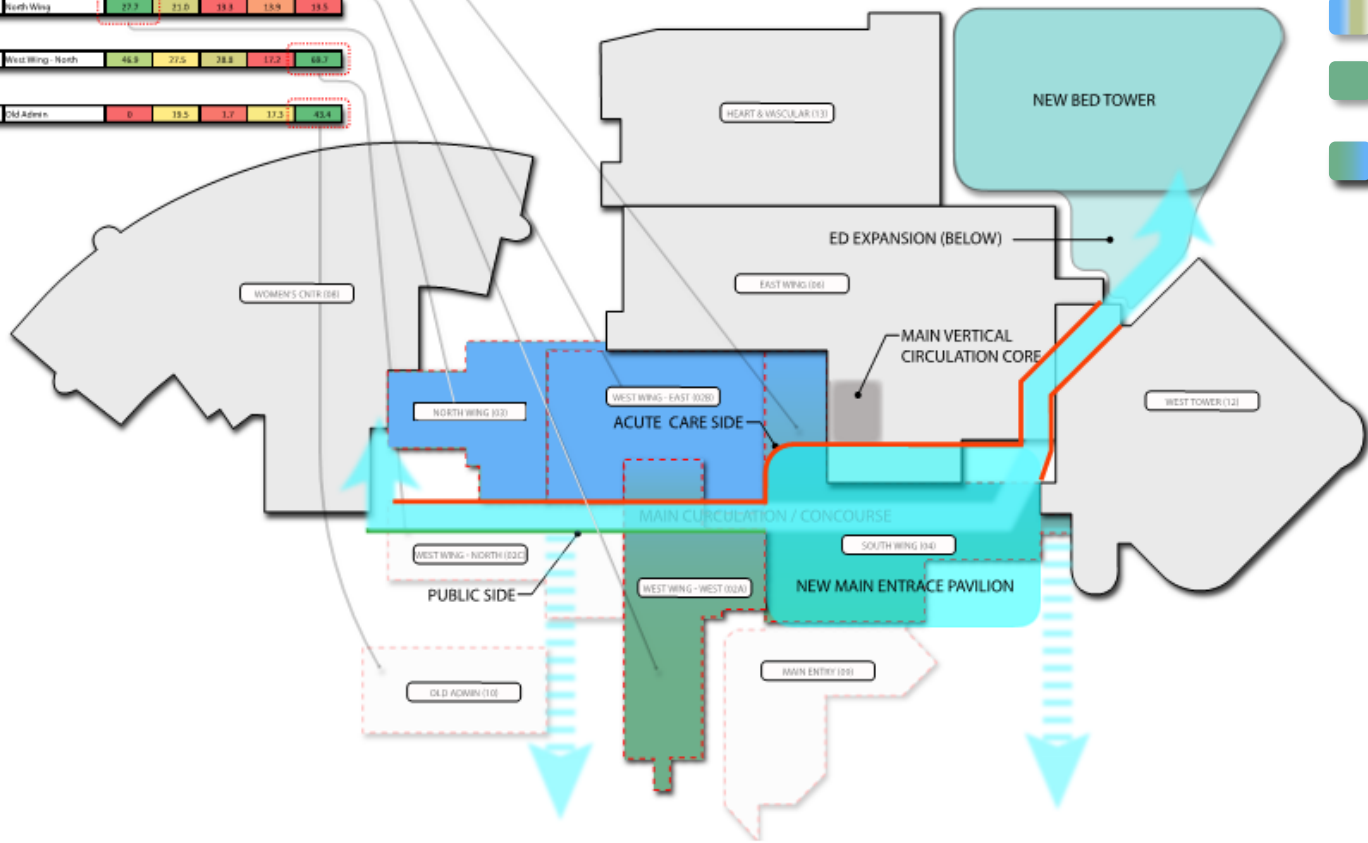 North Wing 27.7 21.0 13.3 13.9 13.5
West Wing - North 46.9 27.5 28.8 17.2 69.7
Old Admin 0 19.5 1.7 17.3 43.4
NEW BED TOWER
HEART & VASCULAR (13)
ED EXPANSION (BELOW)
EAST WING (06)
WOMEN'S CNTR (08)
MAIN VERTICAL
CIRCULATION CORE
WEST WING - EAST (02B)
WEST TOWER (12)
NORTH WING (03)
ACUTE CARE SIDE
MAIN CURCULATION / CONCOURSE
SOUTH WING (04)
WEST WING - NORTH (02C)
WEST WING - WEST (02A)
NEW MAIN ENTRACE PAVILION
PUBLIC SIDE
MAIN ENTRY (09)
OLD ADMIN (10)